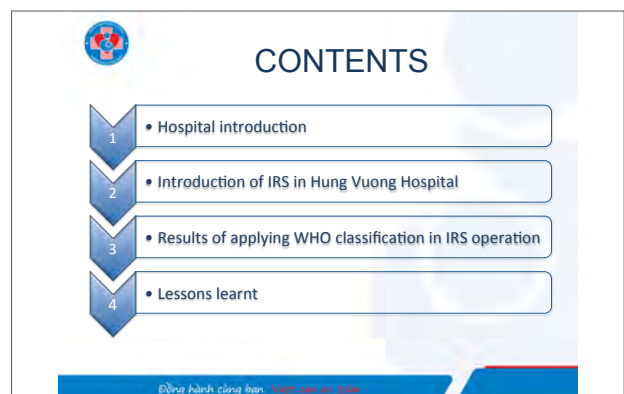 CONTENTS
1
• Hospital introduction
2
• Introduction of IRS in Hung Vuong Hospital
3
• Results of applying WHO classification in IRS operation
4
• Lessons learnt
Đồng hành cùng bạn